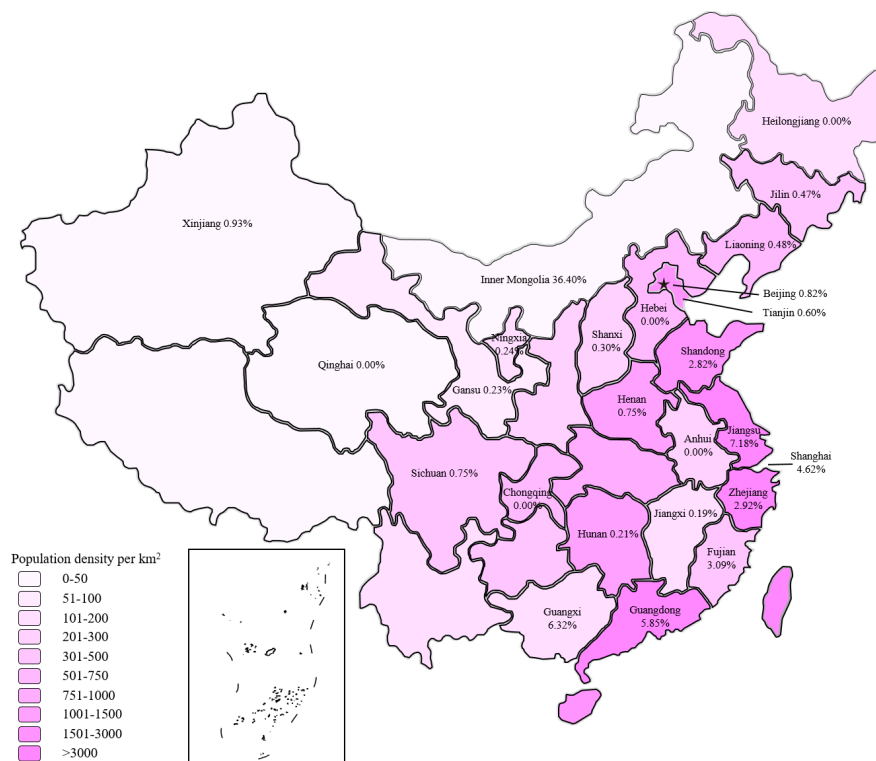 Heilongjiang 0.00%
Jilin 0.47%
Xinjiang 0.93%
Liaoning 0.48%
Inner Mongolia 36.40%
Beijing 0.82%
Tianjin 0.60%
Hebei
0.00%
Ningxia
0.24%
Shanxi
0.30%
Shandong
2.82%
Qinghai 0.00%
Gansu 0.23%
Henan
0.75%
Jiangsu
7.18%
Anhui
0.00%
Shanghai
4.62%
Sichuan 0.75%
Chongqing
0.00%
Zhejiang
2.92%
Jiangxi 0.19%
Hunan 0.21%
Fujian
3.09%
Guangxi
6.32%
Guangdong
5.85%
Population density per km²
0-50
51-100
101-200
201-300
301-500
501-750
751-1000
1001-1500
1501-3000
>3000